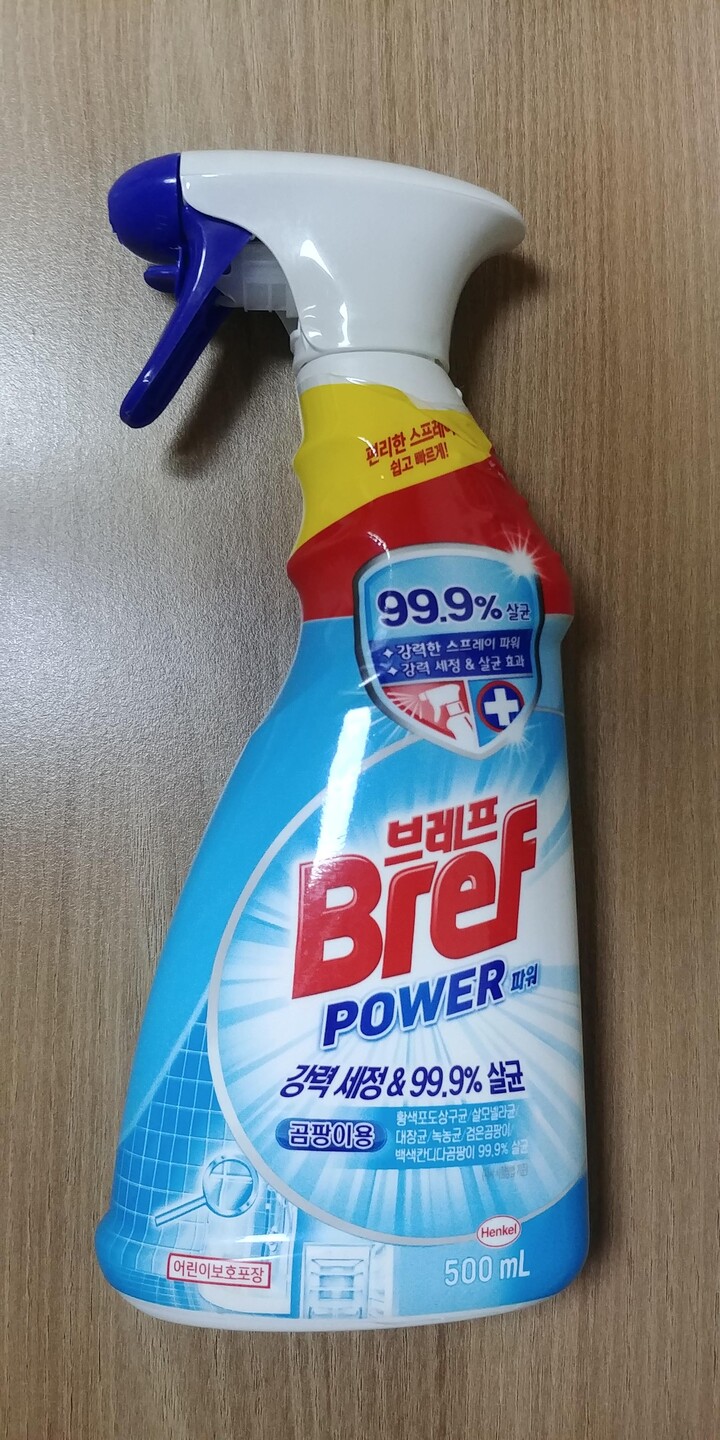 편리한 스프레이
쉽고 빠르게!
99.9% 살균
강력한 스프레이 파워
강력 세정 & 살균 효과
브레프
Bref
POWER 파워
강력 세정 & 99.9% 살균
곰팡이용
황색포도상구균/살모넬라균/
대장균/녹농균/검은곰팡이/
백색칸디다곰팡이 99.9% 살균
Henkel
어린이보호포장
500 mL